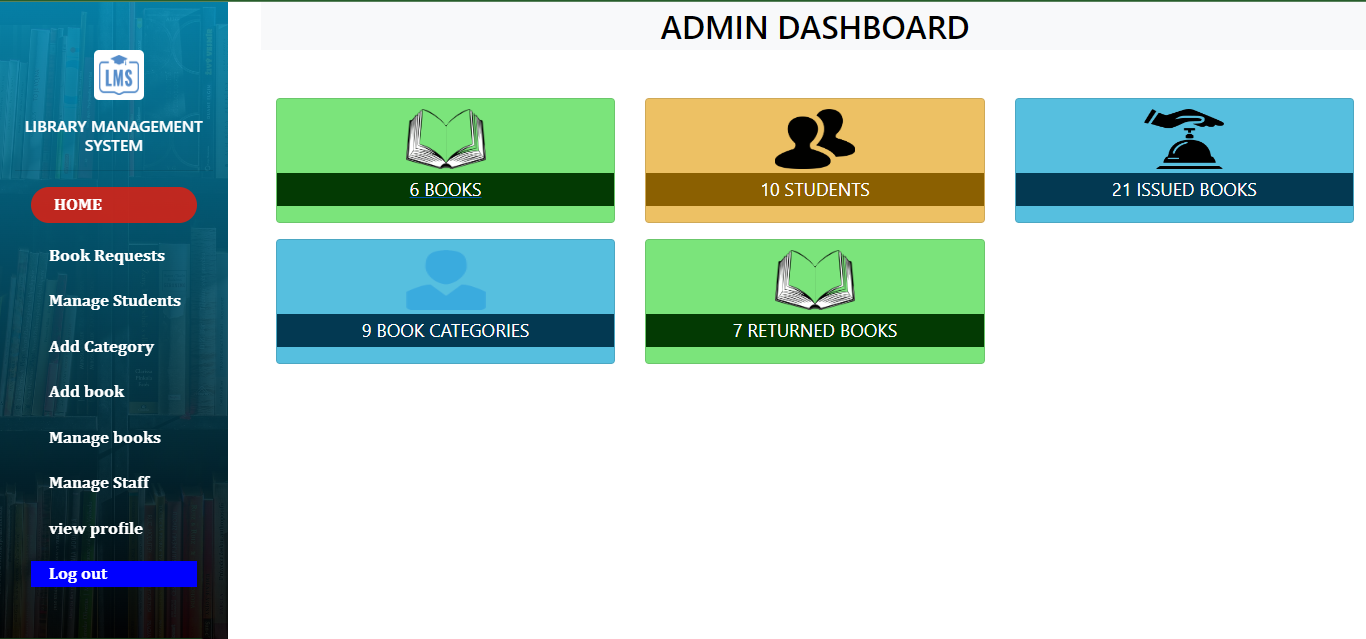 LMS
LIBRARY MANAGEMENT
SYSTEM
HOME
Book Requests
Manage Students
Add Category
Add book
Manage books
Manage Staff
view profile
Log out
ADMIN DASHBOARD
6 BOOKS
10 STUDENTS
21 ISSUED BOOKS
9 BOOK CATEGORIES
7 RETURNED BOOKS